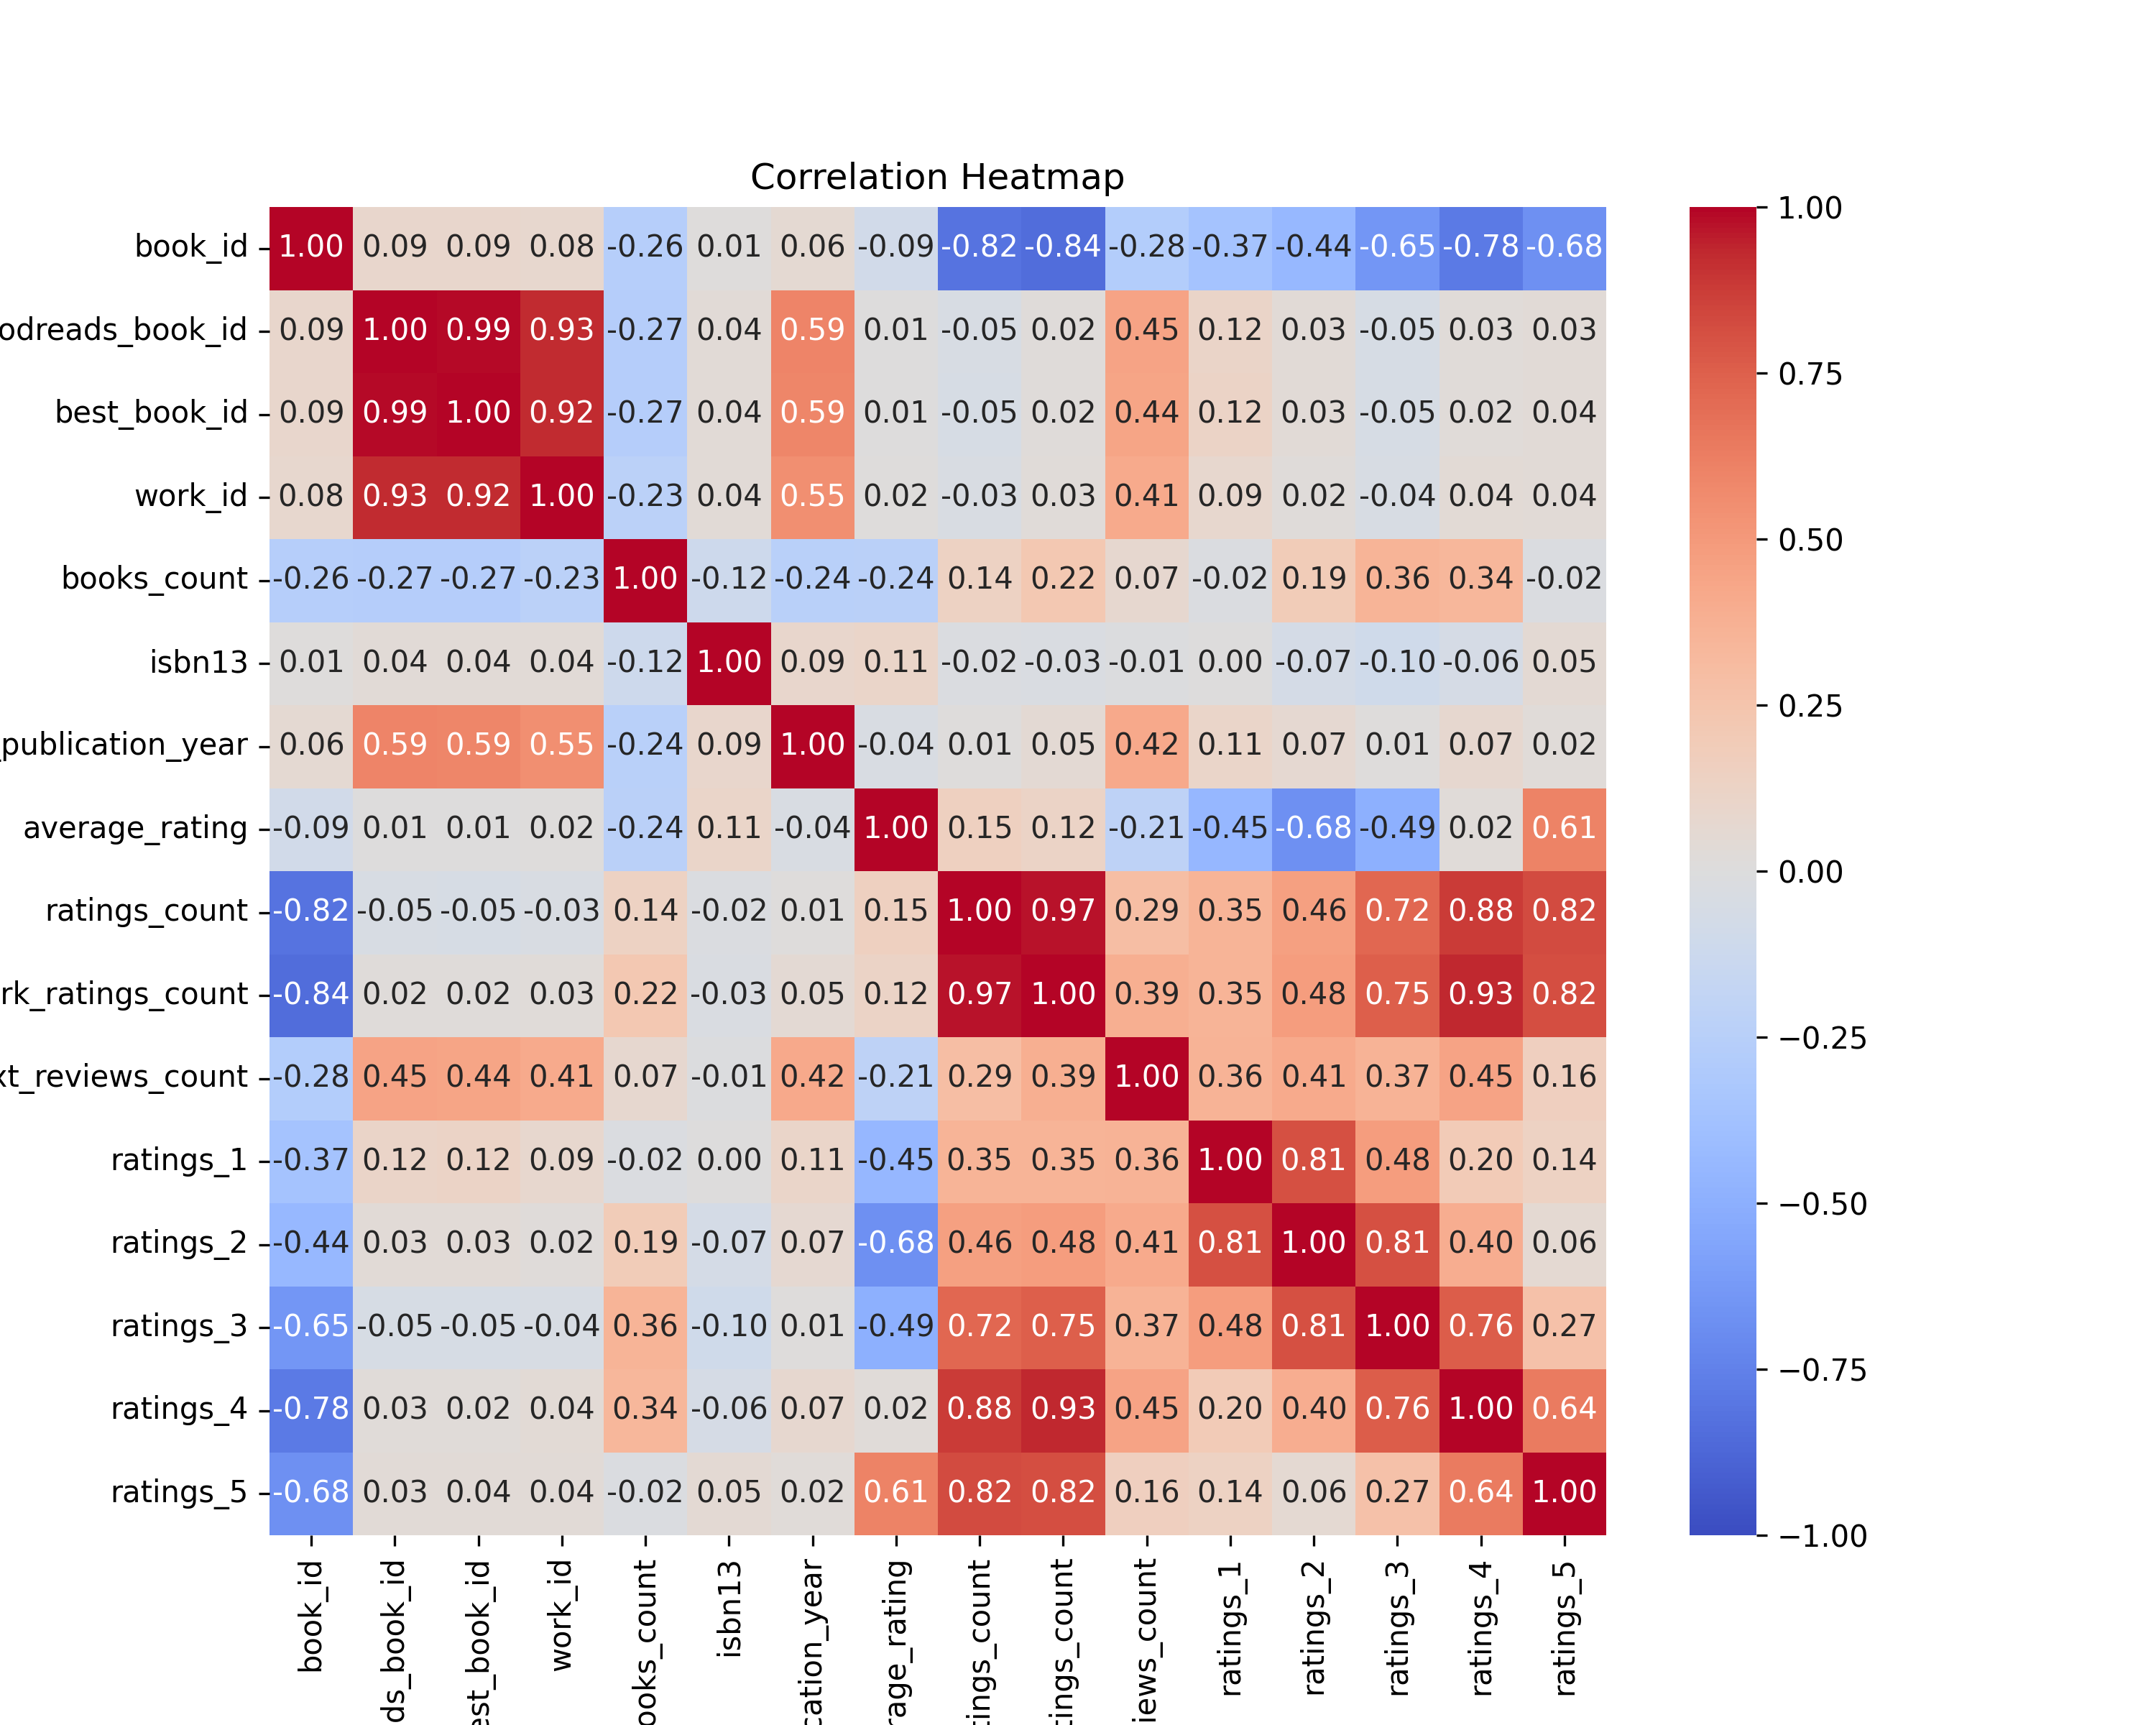 Correlation Heatmap
book_id 1.00 0.09 0.09 0.08 -0.26 0.01 0.06 -0.09 -0.82 -0.84 -0.28 -0.37 -0.44 -0.65 -0.78 -0.68
odreads_book_id 0.09 1.00 0.99 0.93 -0.27 0.04 0.59 0.01 -0.05 0.02 0.45 0.12 0.03 -0.05 0.03 0.03
best_book_id 0.09 0.99 1.00 0.92 -0.27 0.04 0.59 0.01 -0.05 0.02 0.44 0.12 0.03 -0.05 0.02 0.04
work_id 0.08 0.93 0.92 1.00 -0.23 0.04 0.55 0.02 -0.03 0.03 0.41 0.09 0.02 -0.04 0.04 0.04
books_count -0.26 -0.27 -0.27 -0.23 1.00 -0.12 -0.24 -0.24 0.14 0.22 0.07 -0.02 0.19 0.36 0.34 -0.02
isbn13 0.01 0.04 0.04 0.04 -0.12 1.00 0.09 0.11 -0.02 -0.03 -0.01 0.00 -0.07 -0.10 -0.06 0.05
_publication_year 0.06 0.59 0.59 0.55 -0.24 0.09 1.00 -0.04 0.01 0.05 0.42 0.11 0.07 0.01 0.07 0.02
average_rating -0.09 0.01 0.01 0.02 -0.24 0.11 -0.04 1.00 0.15 0.12 -0.21 -0.45 -0.68 -0.49 0.02 0.61
ratings_count -0.82 -0.05 -0.05 -0.03 0.14 -0.02 0.01 0.15 1.00 0.97 0.29 0.35 0.46 0.72 0.88 0.82
rk_ratings_count -0.84 0.02 0.02 0.03 0.22 -0.03 0.05 0.12 0.97 1.00 0.39 0.35 0.48 0.75 0.93 0.82
xt_reviews_count -0.28 0.45 0.44 0.41 0.07 -0.01 0.42 -0.21 0.29 0.39 1.00 0.36 0.41 0.37 0.45 0.16
ratings_1 -0.37 0.12 0.12 0.09 -0.02 0.00 0.11 -0.45 0.35 0.35 0.36 1.00 0.81 0.48 0.20 0.14
ratings_2 -0.44 0.03 0.03 0.02 0.19 -0.07 0.07 -0.68 0.46 0.48 0.41 0.81 1.00 0.81 0.40 0.06
ratings_3 -0.65 -0.05 -0.05 -0.04 0.36 -0.10 0.01 -0.49 0.72 0.75 0.37 0.48 0.81 1.00 0.76 0.27
ratings_4 -0.78 0.03 0.02 0.04 0.34 -0.06 0.07 0.02 0.88 0.93 0.45 0.20 0.40 0.76 1.00 0.64
ratings_5 -0.68 0.03 0.04 0.04 -0.02 0.05 0.02 0.61 0.82 0.82 0.16 0.14 0.06 0.27 0.64 1.00
book_id
ds_book_id
est_book_id
work_id
ooks_count
isbn13
cation_year
rage_rating
tings_count
tings_count
iews_count
ratings_1
ratings_2
ratings_3
ratings_4
ratings_5
1.00
0.75
0.50
0.25
0.00
−0.25
−0.50
−0.75
−1.00